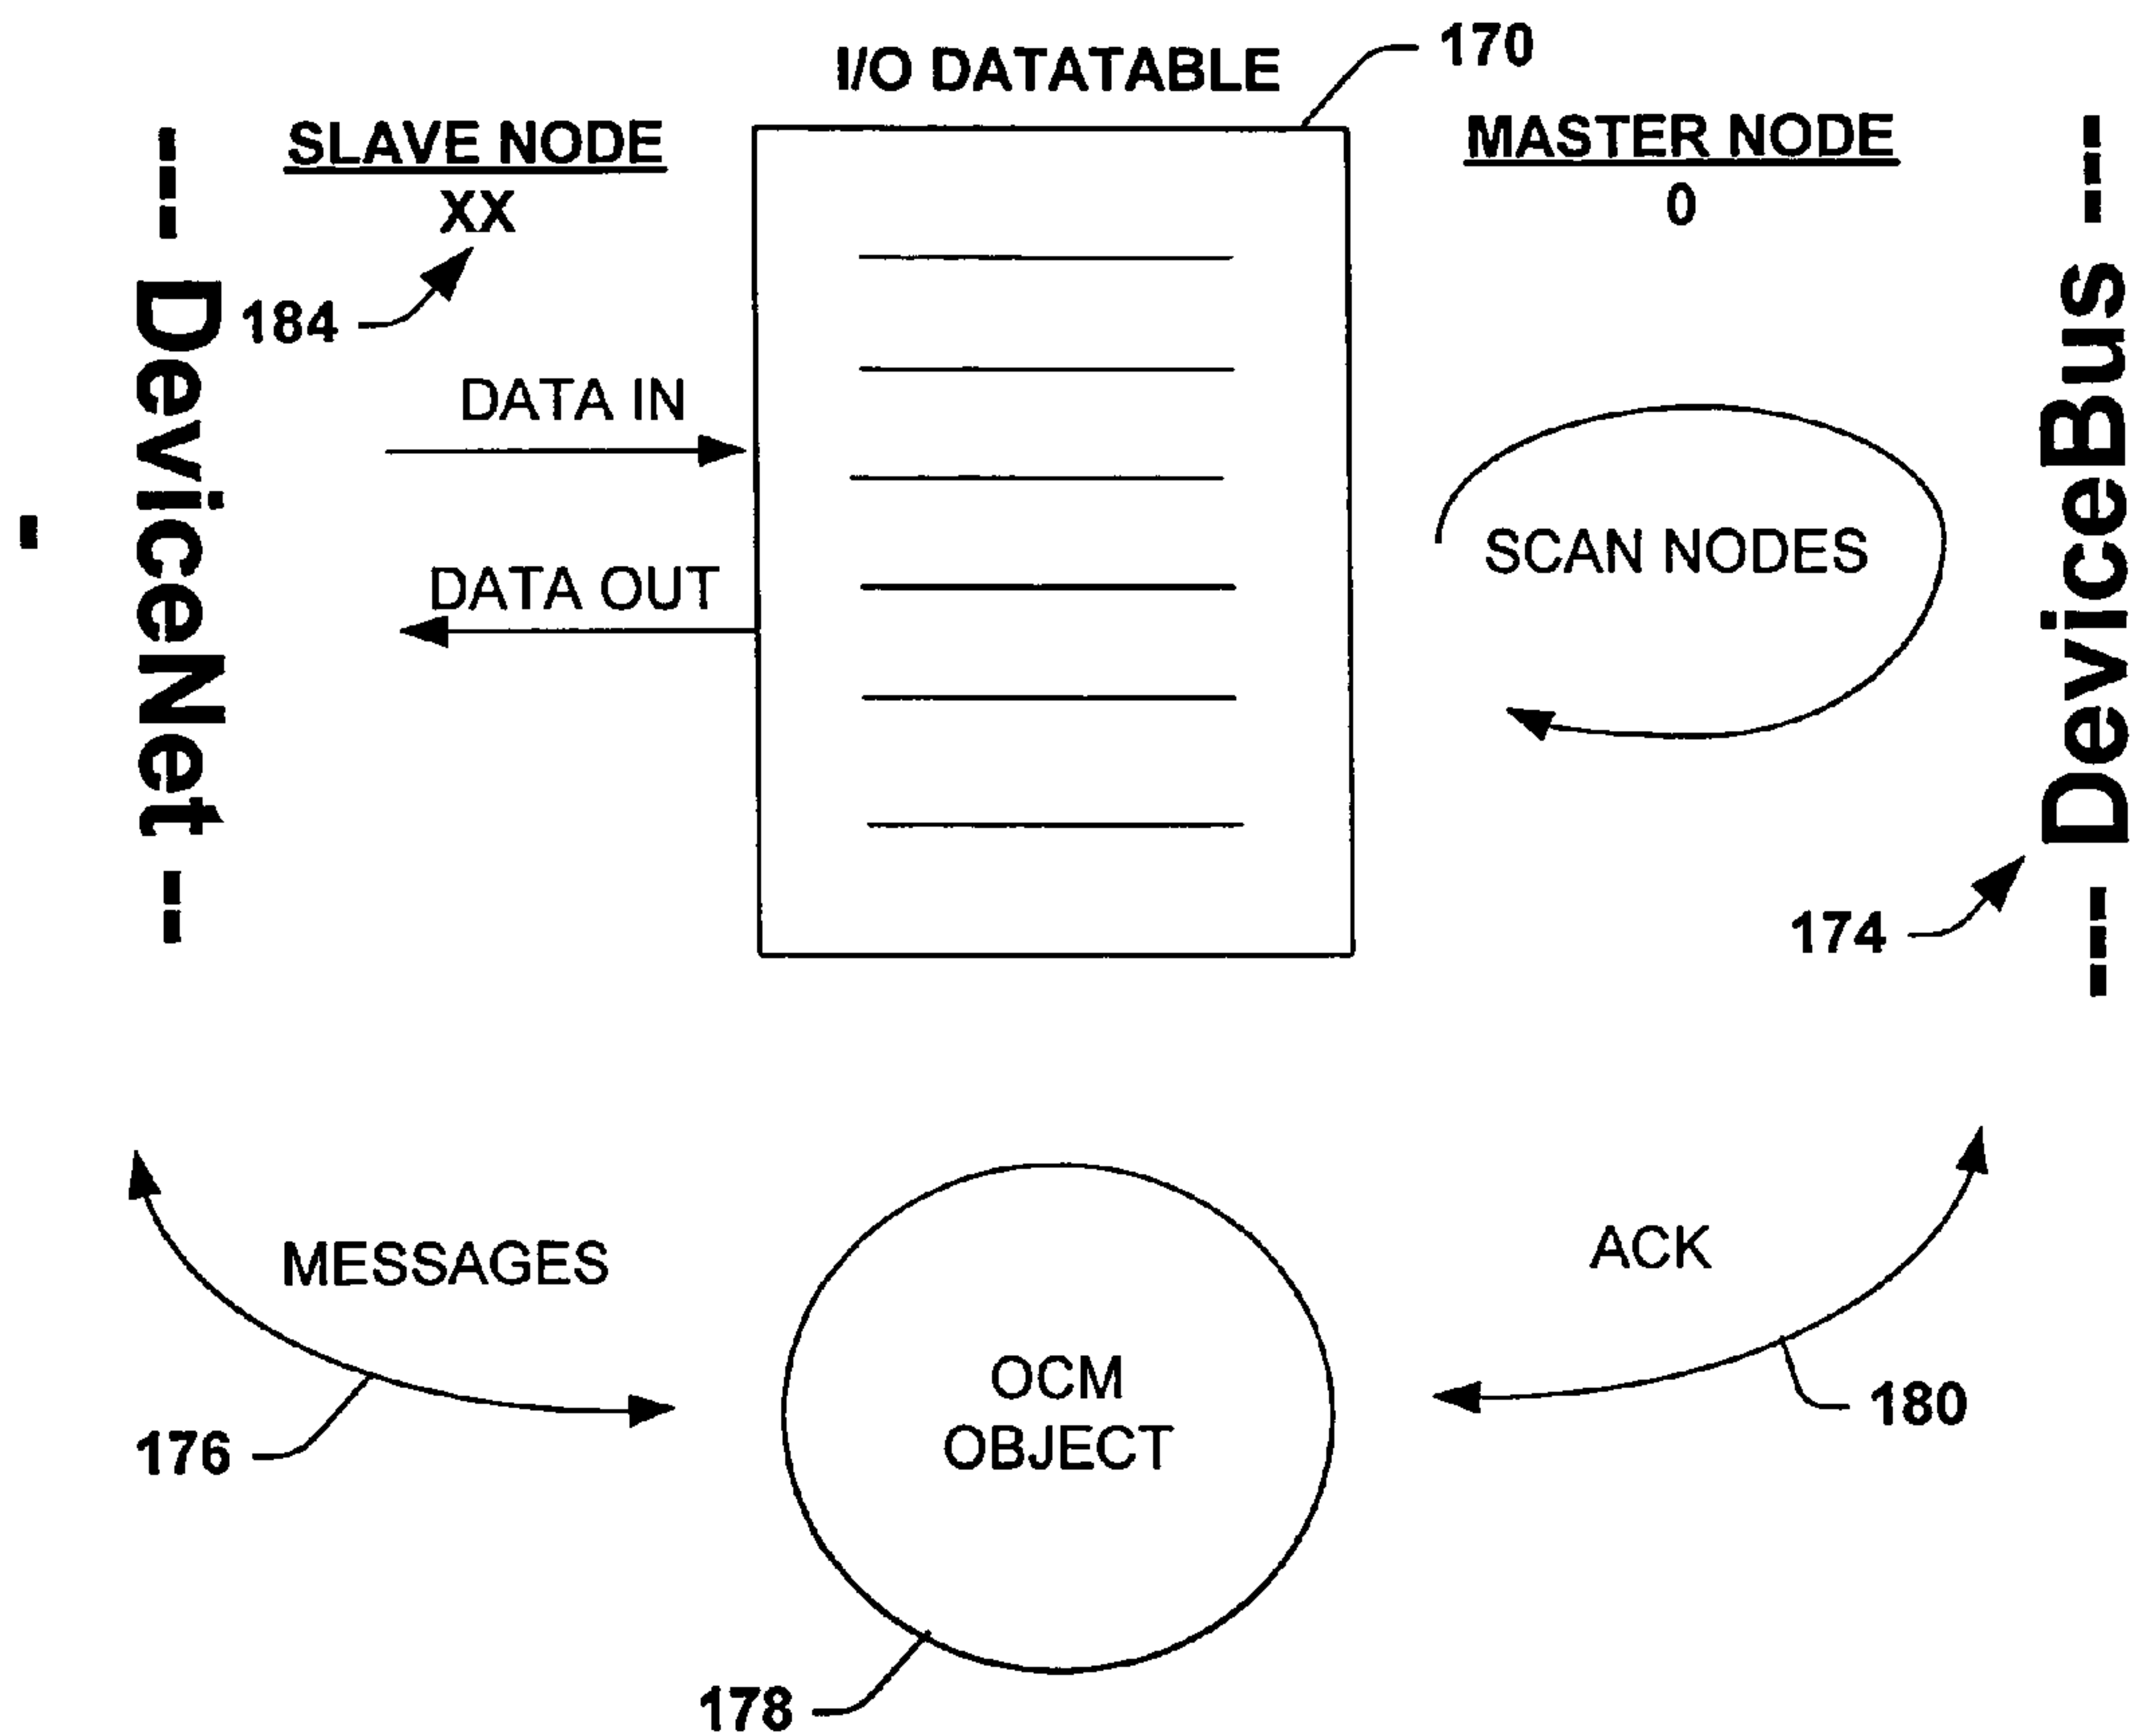 I/O DATATABLE
170
SLAVE NODE
XX
184
MASTER NODE
0
--- DeviceNet --
DATA IN
DATA OUT
SCAN NODES
--- DeviceBus ---
174
MESSAGES
176
OCM
OBJECT
178
ACK
180